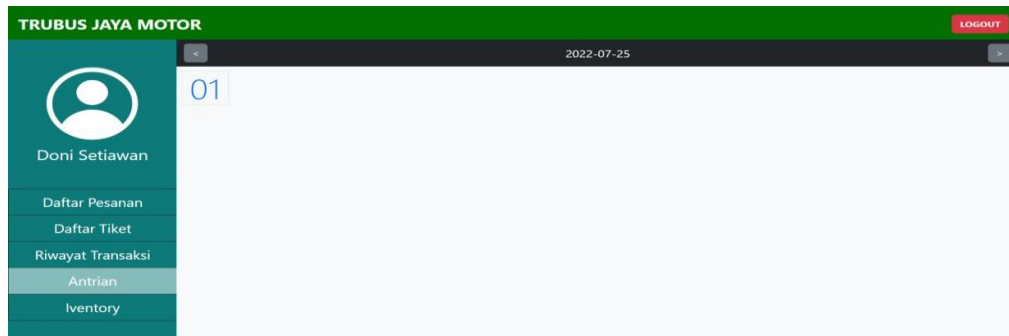 TRUBUS JAYA MOTOR
LOGOUT
<
2022-07-25
>
01
Doni Setiawan
Daftar Pesanan
Daftar Tiket
Riwayat Transaksi
Antrian
Iventory